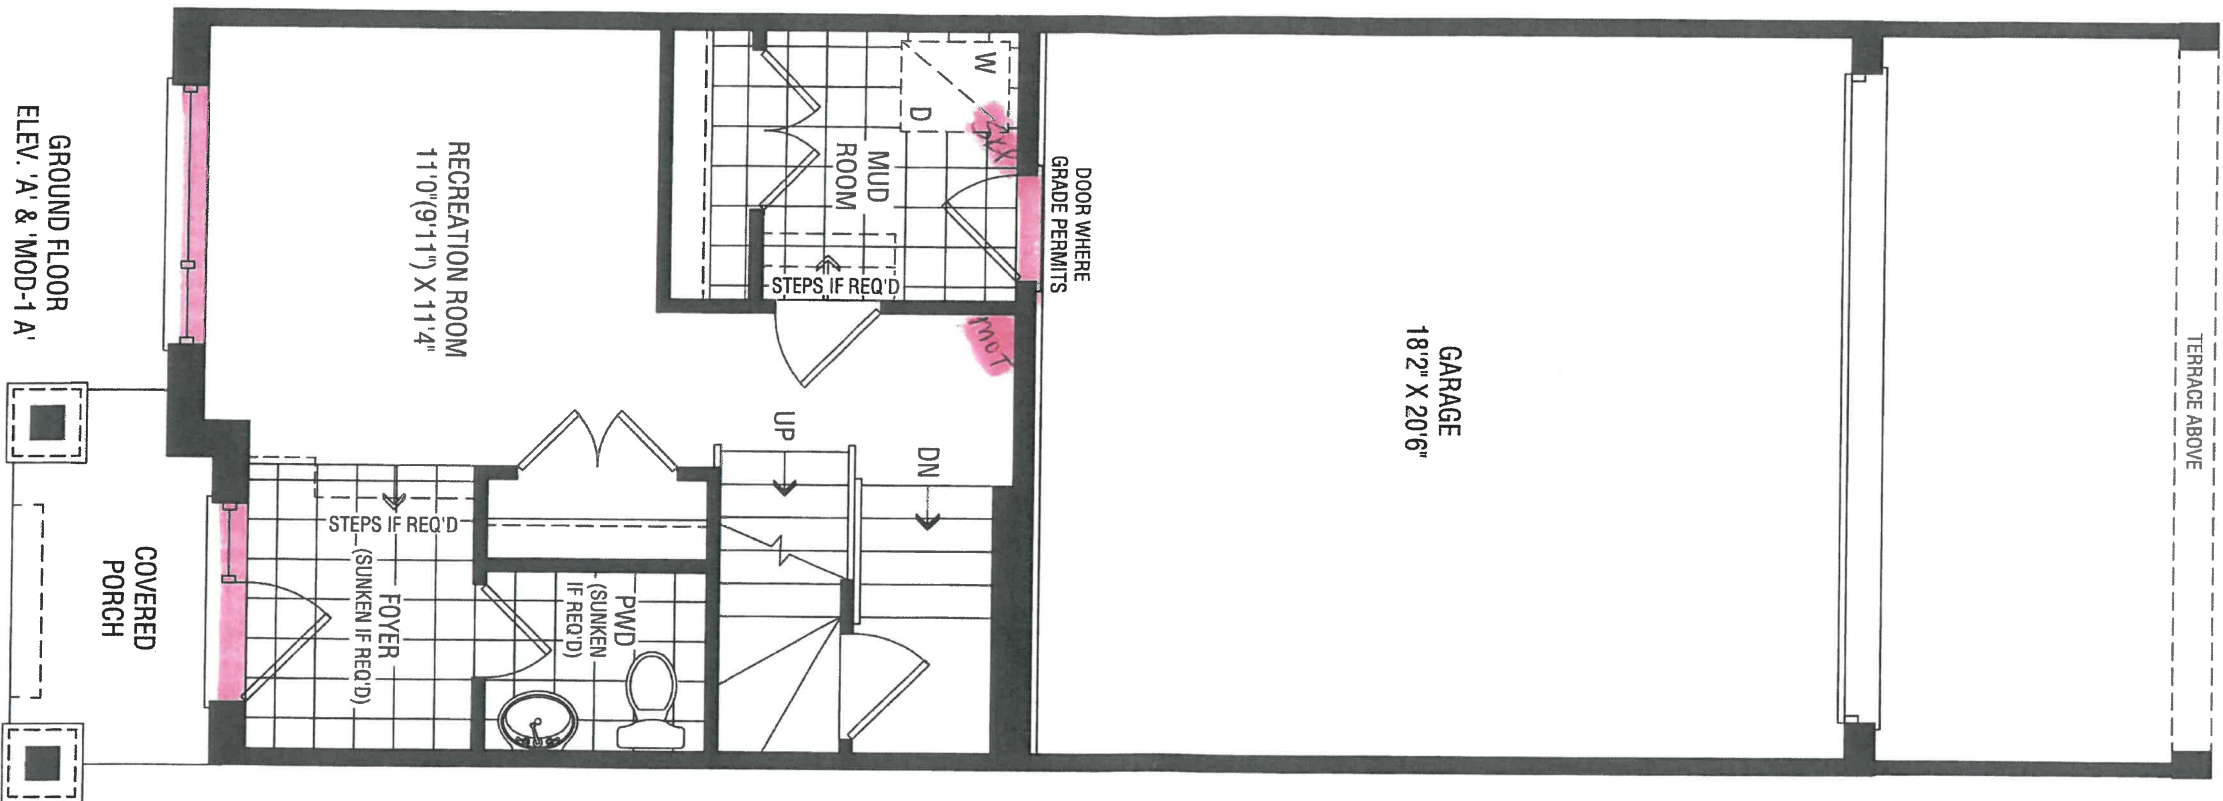 GROUND FLOOR
ELEV. 'A' & 'MOD-1 A'
COVERED
PORCH
RECREATION ROOM
11'0"(9'11") X 11'4"
STEPS IF REQ'D
FOYER
(SUNKEN IF REQ'D)
PWD
(SUNKEN
IF REQ'D)
UP
DN
MUD
ROOM
W
D
STEPS IF REQ'D
MOT
DOOR WHERE
GRADE PERMITS
GARAGE
18'2" X 20'6"
TERRACE ABOVE